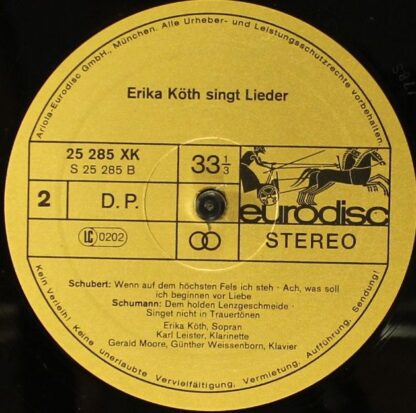 Ariola-Eurodisc GmbH., München. Alle Urheber- und Leistungsschutzrechte vorbehalten.
Erika Köth singt Lieder
25 285 XK
S 25 285 B
33 1/3
2
D. P.
eurodisc
LC 0202
STEREO
Schubert: Wenn auf dem höchsten Fels ich steh · Ach, was soll
ich beginnen vor Liebe
Schumann: Dem holden Lenzgeschmeide ·
Singet nicht in Trauertönen
Erika Köth, Sopran
Karl Leister, Klarinette
Gerald Moore, Günther Weissenborn, Klavier
Kein Verleih! Keine unerlaubte Vervielfältigung, Vermietung, Aufführung, Sendung!